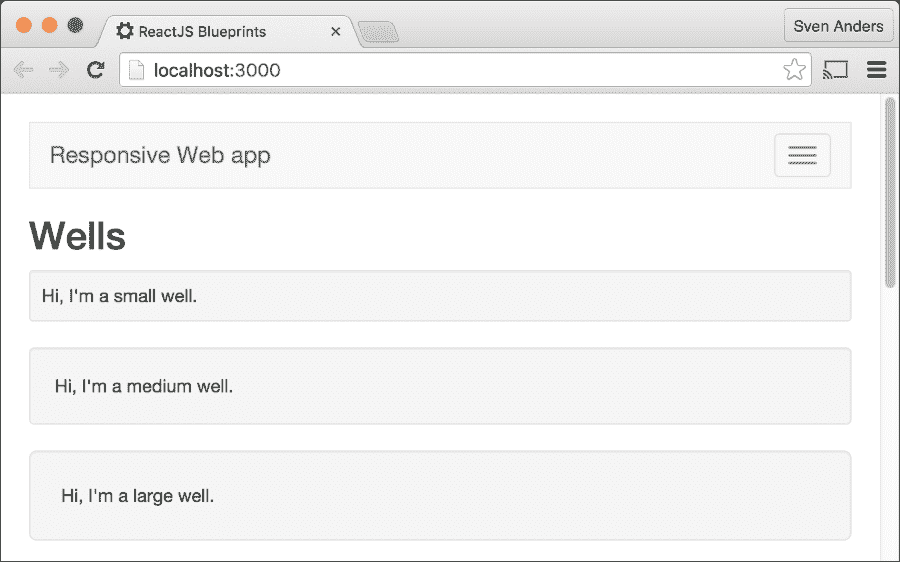 ReactJS Blueprints
Sven Anders
localhost:3000
Responsive Web app
Wells
Hi, I'm a small well.
Hi, I'm a medium well.
Hi, I'm a large well.